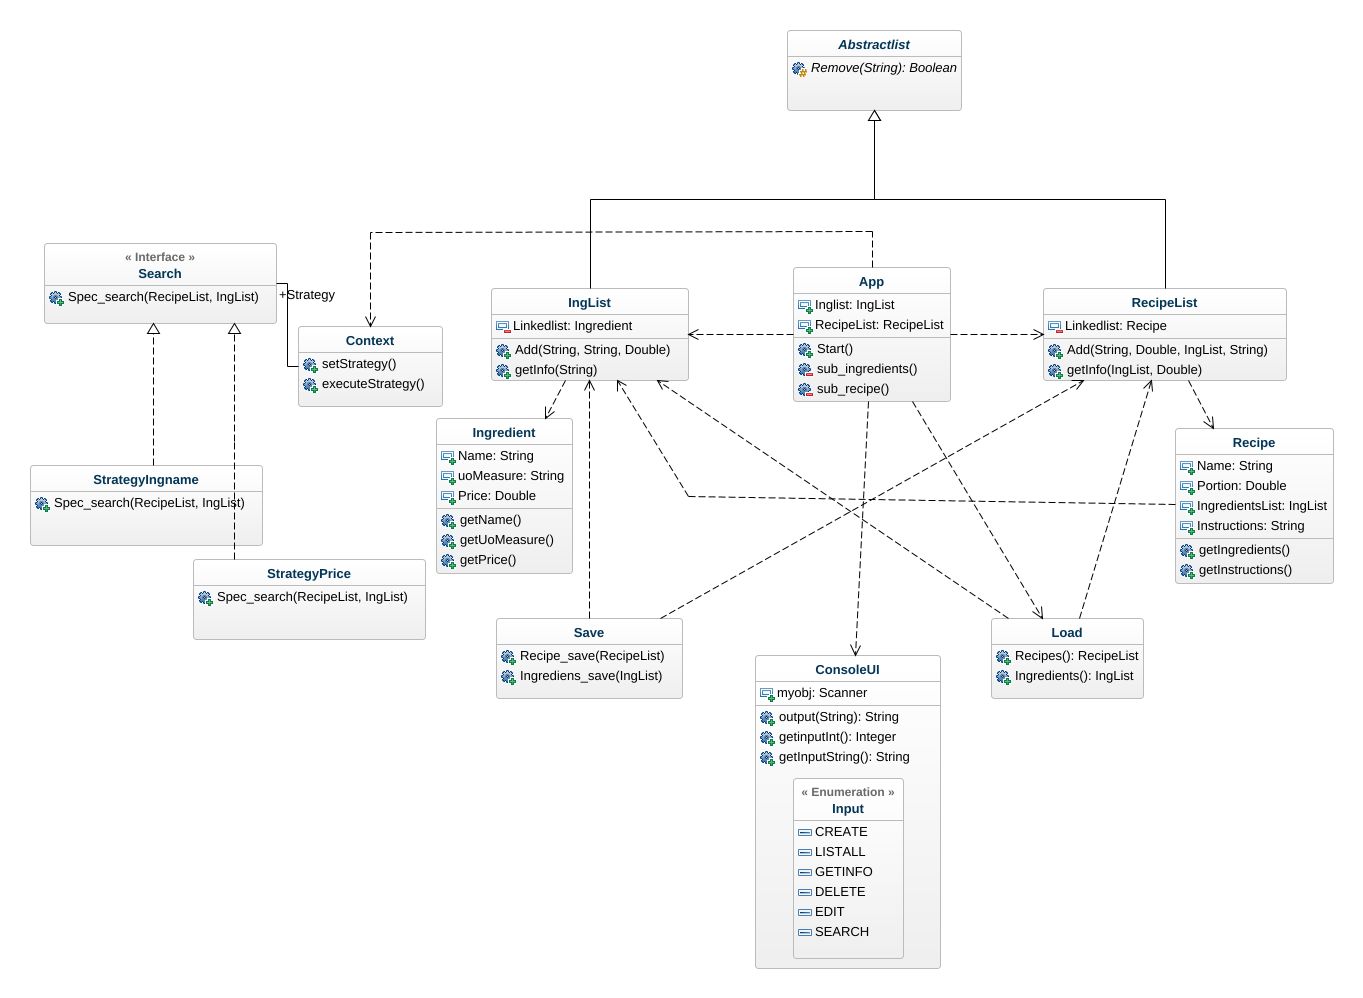 Abstractlist
Remove(String): Boolean
« Interface »
Search
Spec_search(RecipeList, IngList)
+Strategy
Context
setStrategy()
executeStrategy()
IngList
Linkedlist: Ingredient
Add(String, String, Double)
getInfo(String)
App
Inglist: IngList
RecipeList: RecipeList
Start()
sub_ingredients()
sub_recipe()
RecipeList
Linkedlist: Recipe
Add(String, Double, IngList, String)
getInfo(IngList, Double)
StrategyIngname
Spec_search(RecipeList, IngList)
StrategyPrice
Spec_search(RecipeList, IngList)
Ingredient
Name: String
uoMeasure: String
Price: Double
getName()
getUoMeasure()
getPrice()
Recipe
Name: String
Portion: Double
IngredientsList: IngList
Instructions: String
getIngredients()
getInstructions()
Save
Recipe_save(RecipeList)
Ingrediens_save(IngList)
ConsoleUI
myobj: Scanner
output(String): String
getinputInt(): Integer
getInputString(): String
« Enumeration »
Input
CREATE
LISTALL
GETINFO
DELETE
EDIT
SEARCH
Load
Recipes(): RecipeList
Ingredients(): IngList